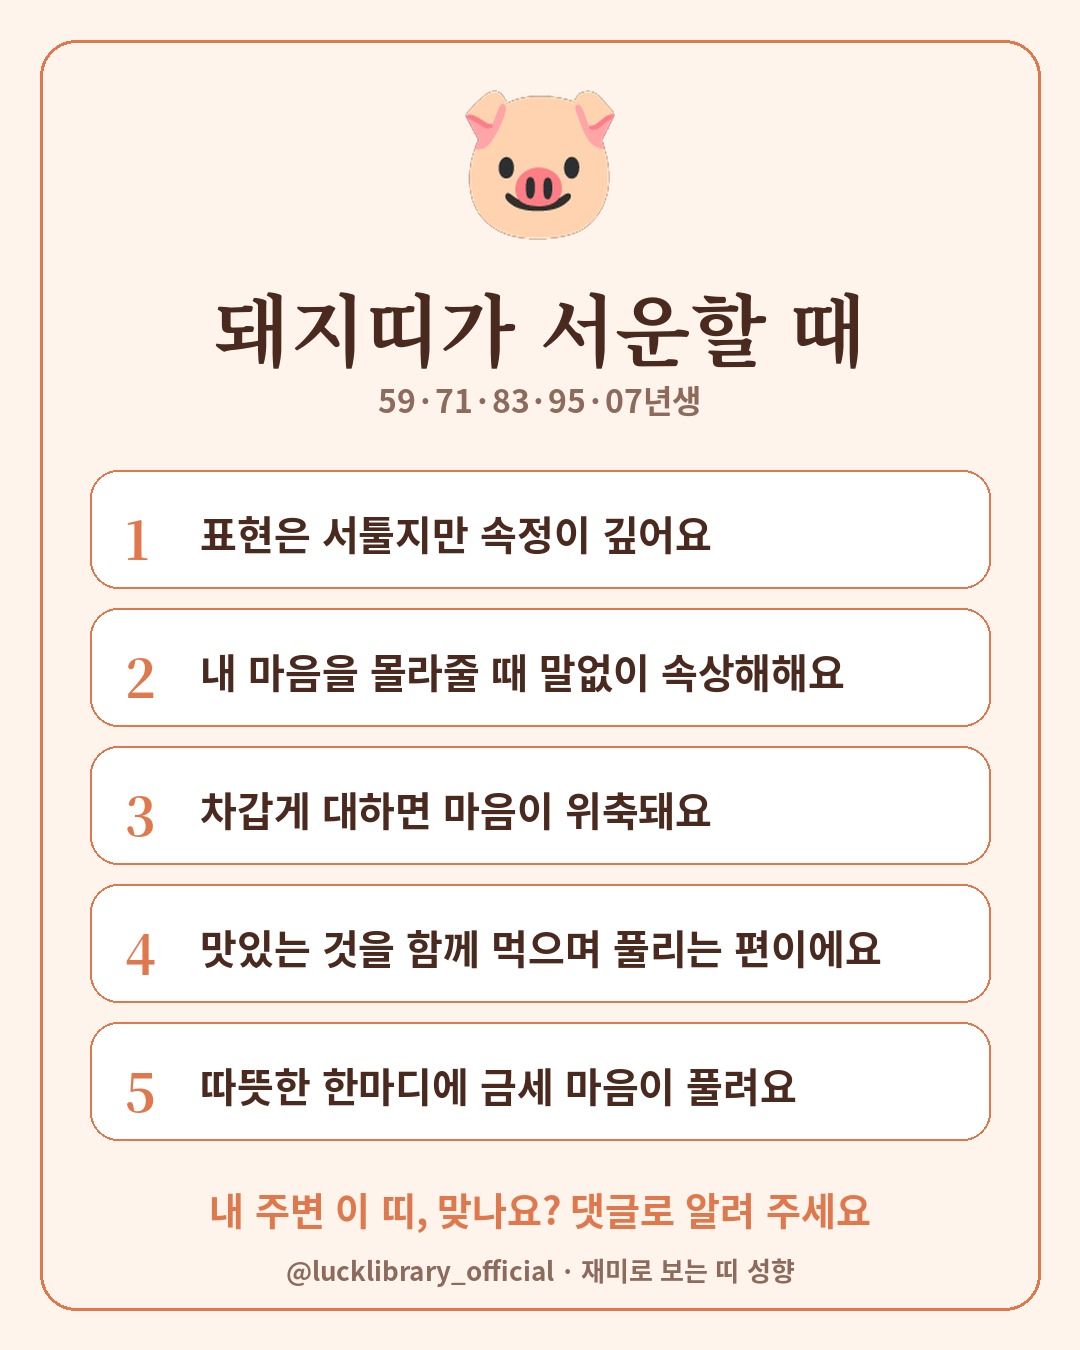 돼지띠가 서운할 때
59·71·83·95·07년생
1 표현은 서툴지만 속정이 깊어요
2 내 마음을 몰라줄 때 말없이 속상해해요
3 차갑게 대하면 마음이 위축돼요
4 맛있는 것을 함께 먹으며 풀리는 편이에요
5 따뜻한 한마디에 금세 마음이 풀려요
내 주변 이 띠, 맞나요? 댓글로 알려 주세요
@lucklibrary_official · 재미로 보는 띠 성향